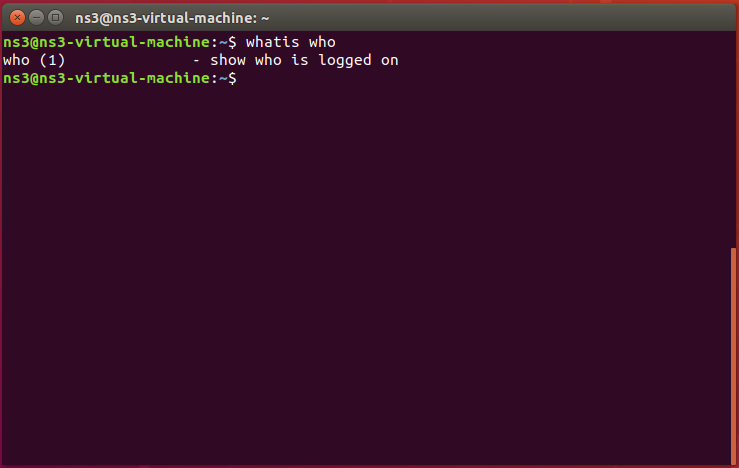 ns3@ns3-virtual-machine: ~
ns3@ns3-virtual-machine:~$ whatis who
who (1)              - show who is logged on
ns3@ns3-virtual-machine:~$